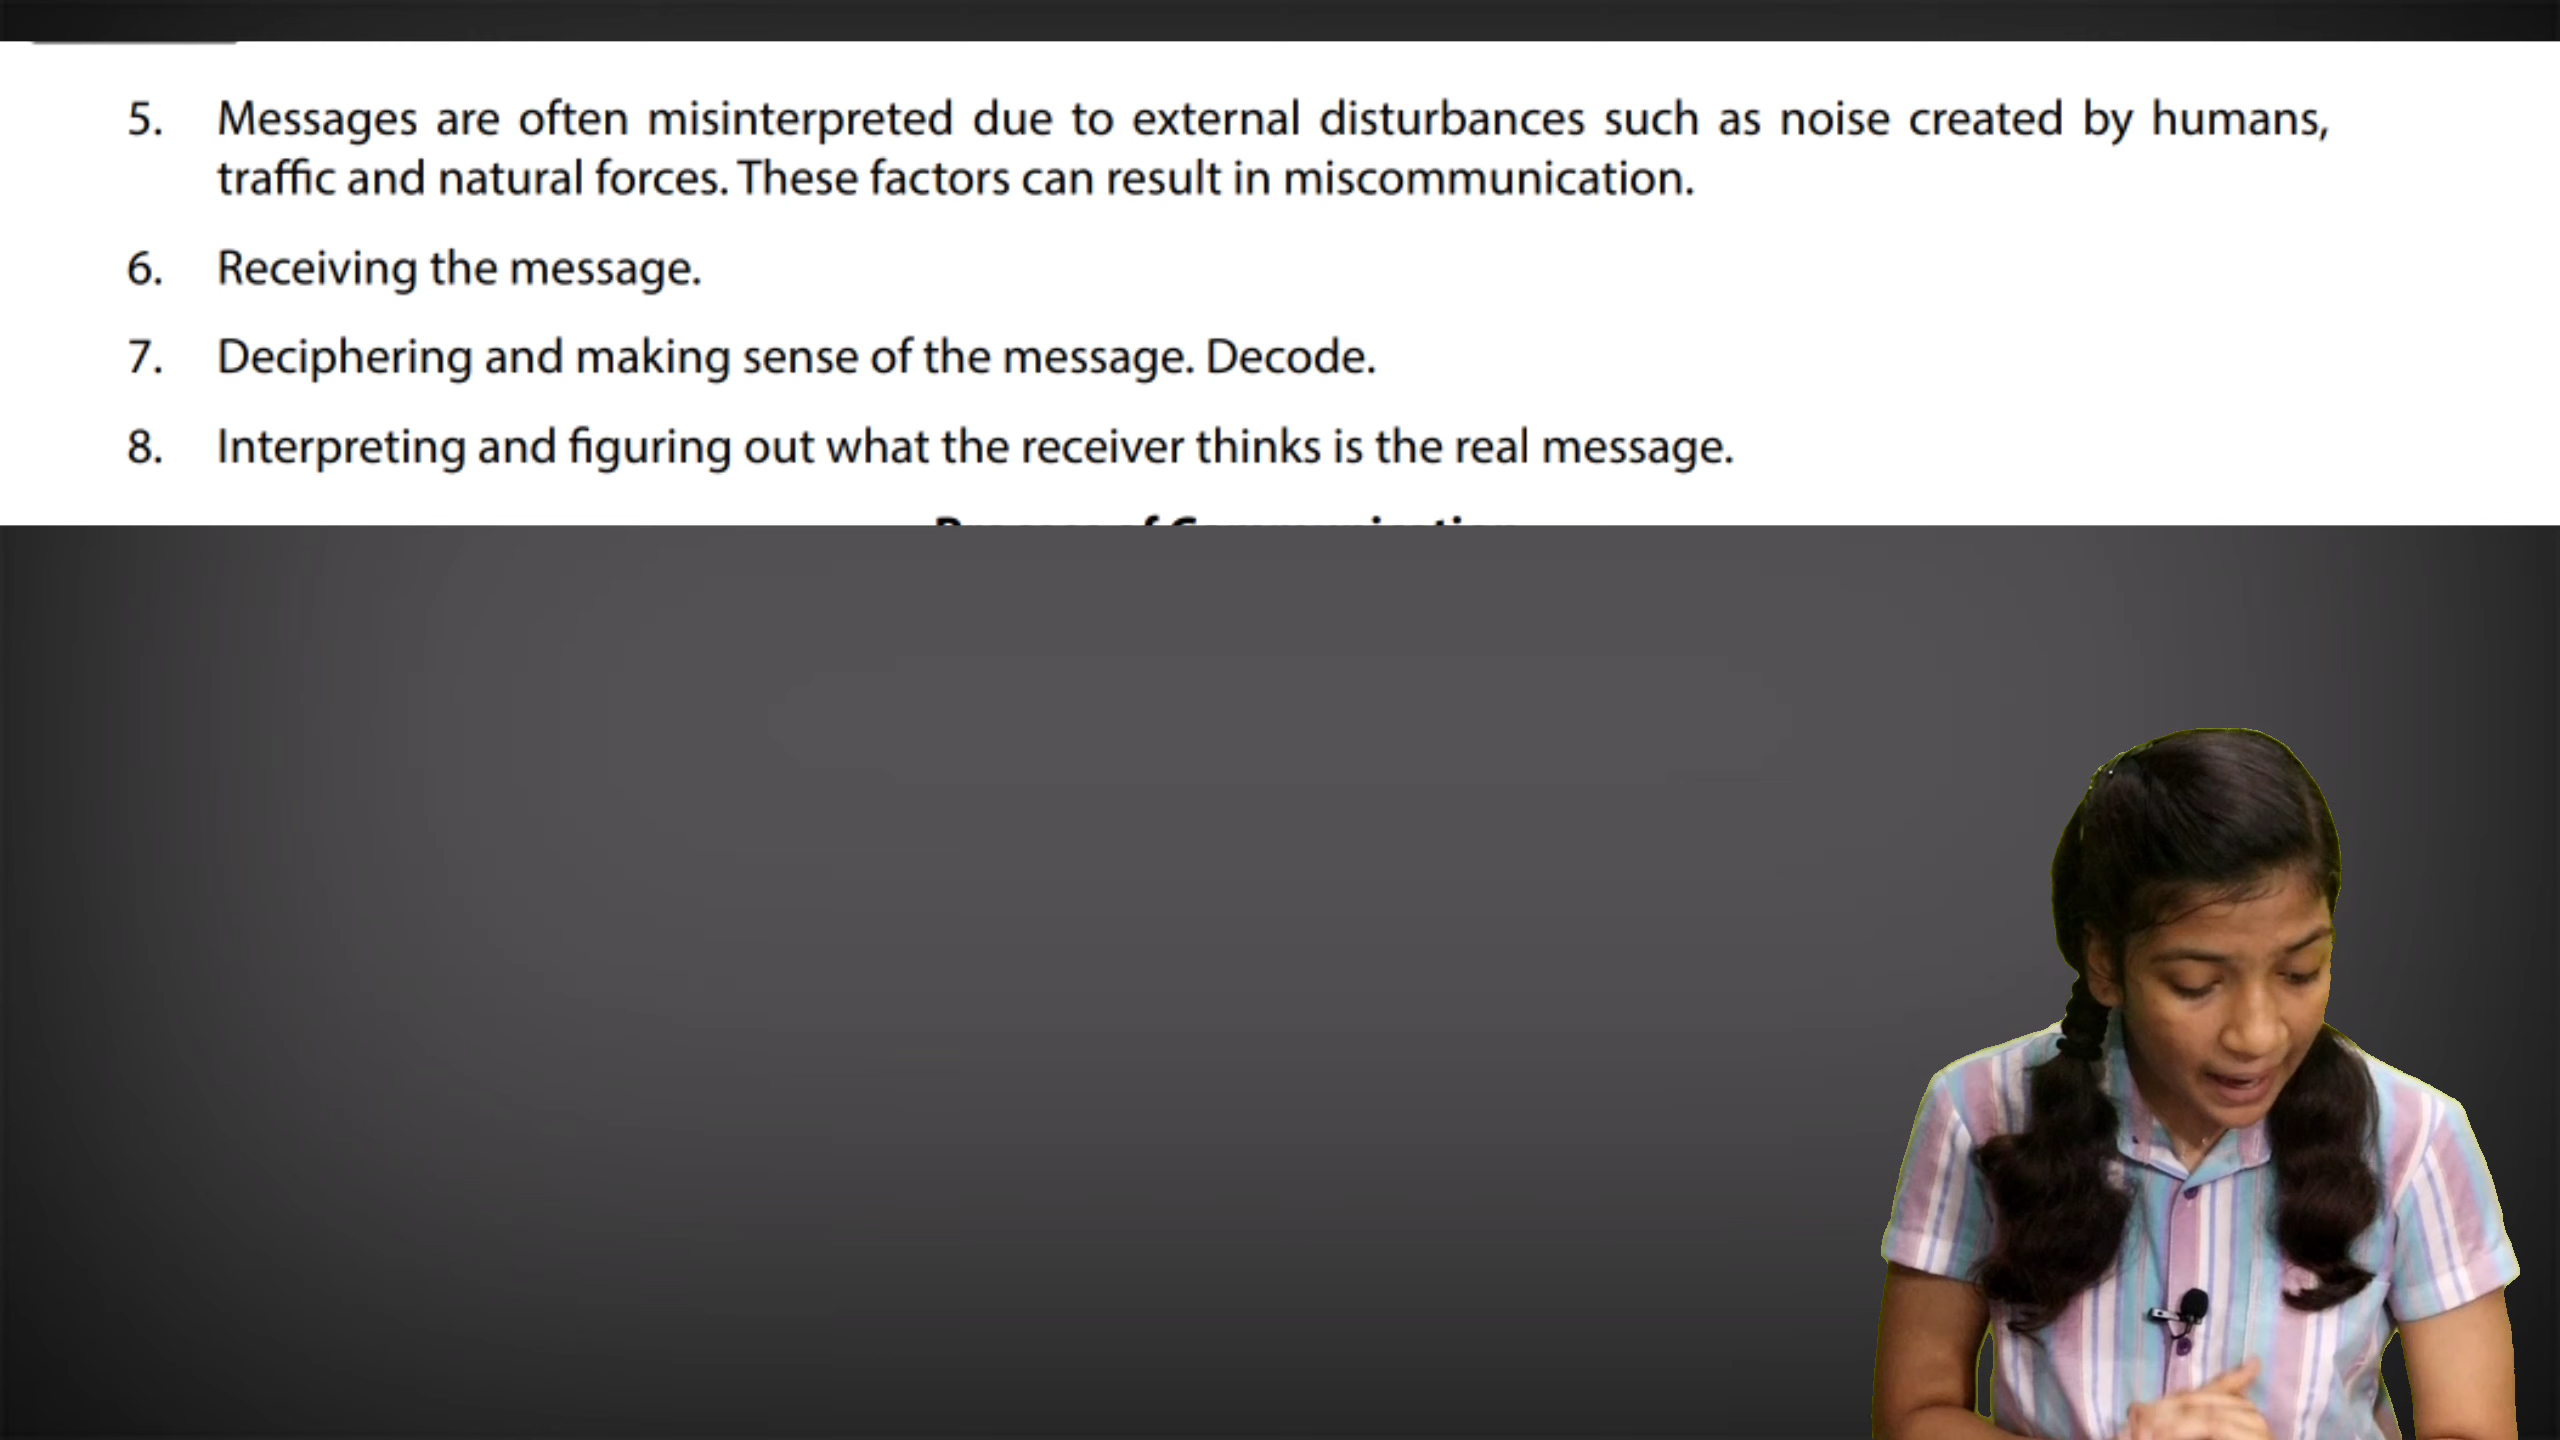 5. Messages are often misinterpreted due to external disturbances such as noise created by humans,
traffic and natural forces. These factors can result in miscommunication.
6. Receiving the message.
7. Deciphering and making sense of the message. Decode.
8. Interpreting and figuring out what the receiver thinks is the real message.